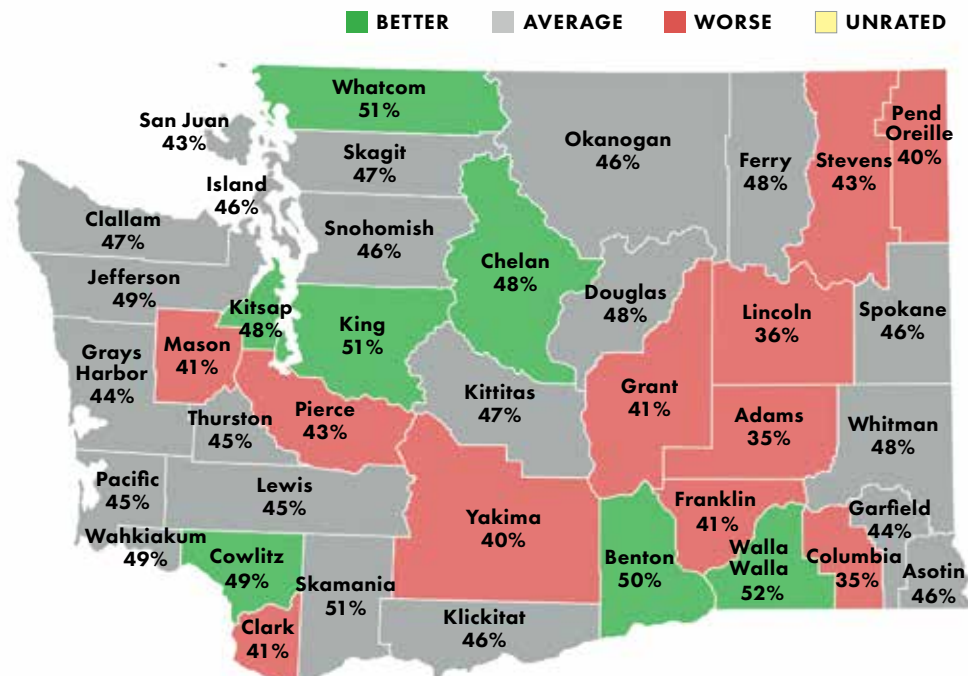 BETTER AVERAGE WORSE UNRATED
Whatcom
51%
San Juan
43%
Skagit
47%
Island
46%
Okanogan
46%
Ferry
48%
Stevens
43%
Pend
Oreille
40%
Clallam
47%
Snohomish
46%
Chelan
48%
Jefferson
49%
Kitsap
48%
King
51%
Douglas
48%
Lincoln
36%
Spokane
46%
Mason
41%
Grays
Harbor
44%
Kittitas
47%
Grant
41%
Adams
35%
Whitman
48%
Thurston
45%
Pierce
43%
Pacific
45%
Lewis
45%
Yakima
40%
Franklin
41%
Garfield
44%
Wahkiakum
49%
Cowlitz
49%
Skamania
51%
Benton
50%
Walla
Walla
52%
Columbia
35%
Asotin
46%
Clark
41%
Klickitat
46%